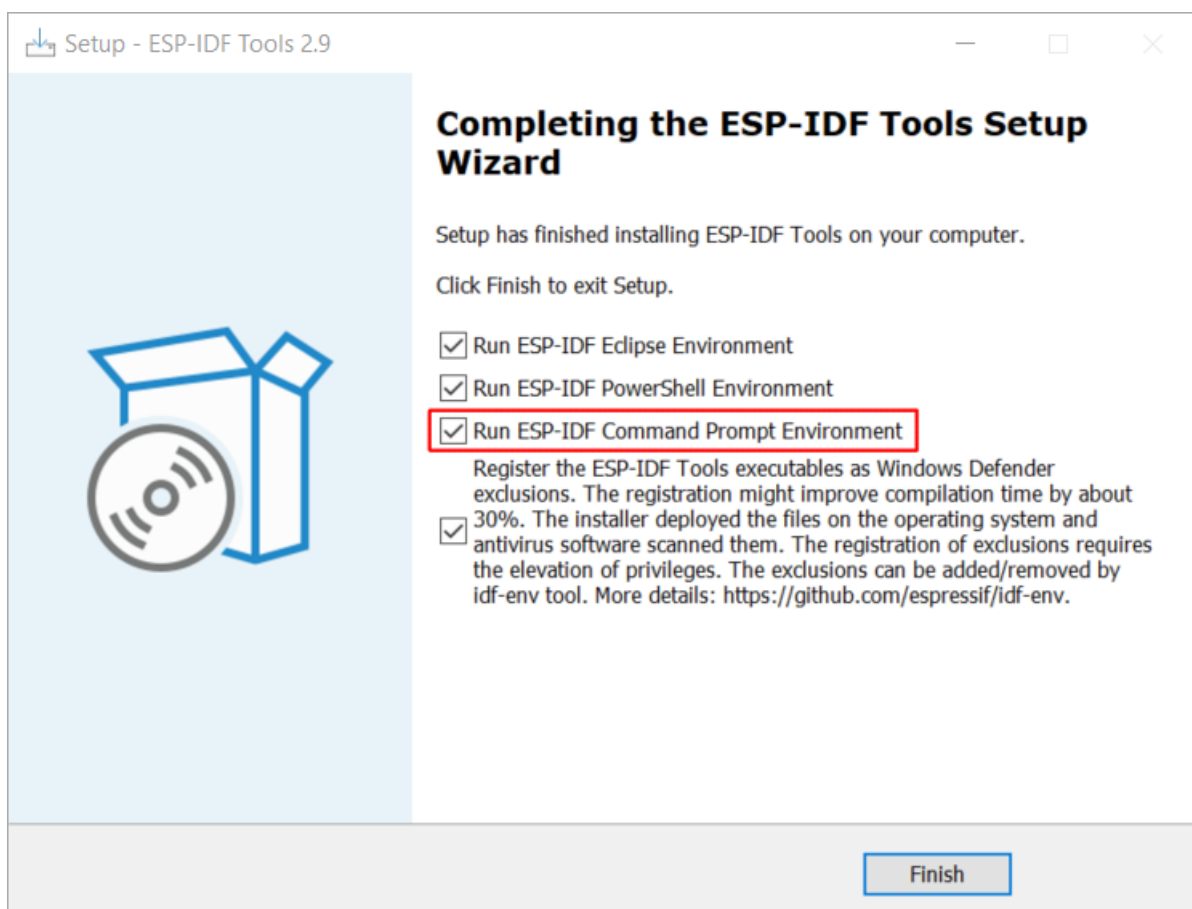 Setup - ESP-IDF Tools 2.9
Completing the ESP-IDF Tools Setup
Wizard
Setup has finished installing ESP-IDF Tools on your computer.
Click Finish to exit Setup.
Run ESP-IDF Eclipse Environment
Run ESP-IDF PowerShell Environment
Run ESP-IDF Command Prompt Environment
Register the ESP-IDF Tools executables as Windows Defender
exclusions. The registration might improve compilation time by about
30%. The installer deployed the files on the operating system and
antivirus software scanned them. The registration of exclusions requires
the elevation of privileges. The exclusions can be added/removed by
idf-env tool. More details: https://github.com/espressif/idf-env.
Finish